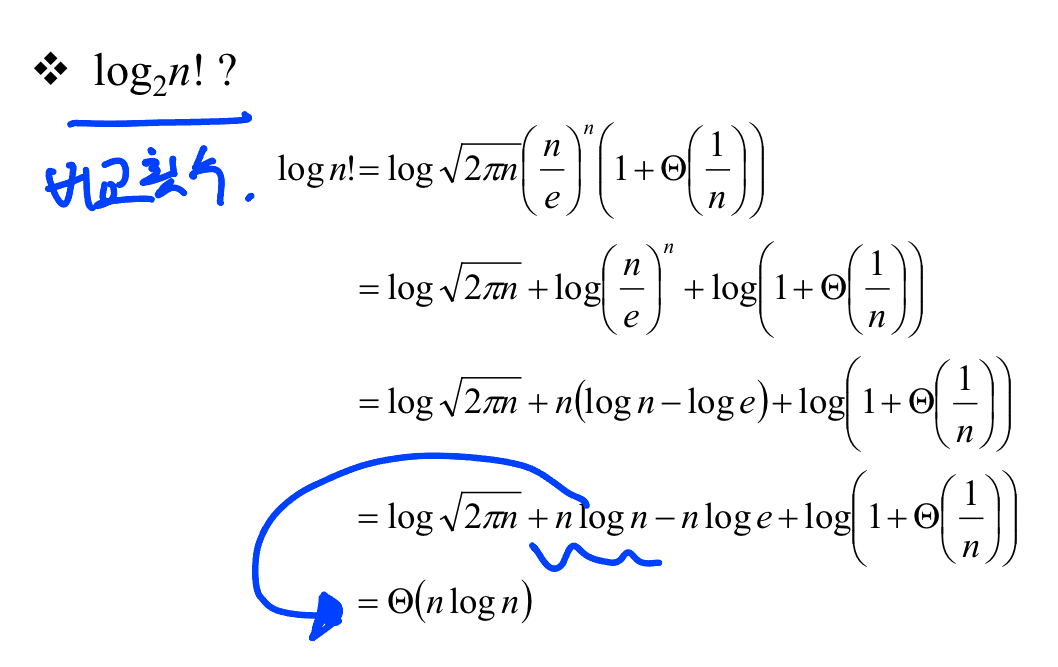 ❖ log₂n! ?
비교횟수.
log n! = log √(2πn) (n/e)ⁿ (1 + Θ(1/n))
= log √(2πn) + log(n/e)ⁿ + log(1 + Θ(1/n))
= log √(2πn) + n(log n − log e) + log(1 + Θ(1/n))
= log √(2πn) + n log n − n log e + log(1 + Θ(1/n))
= Θ(n log n)